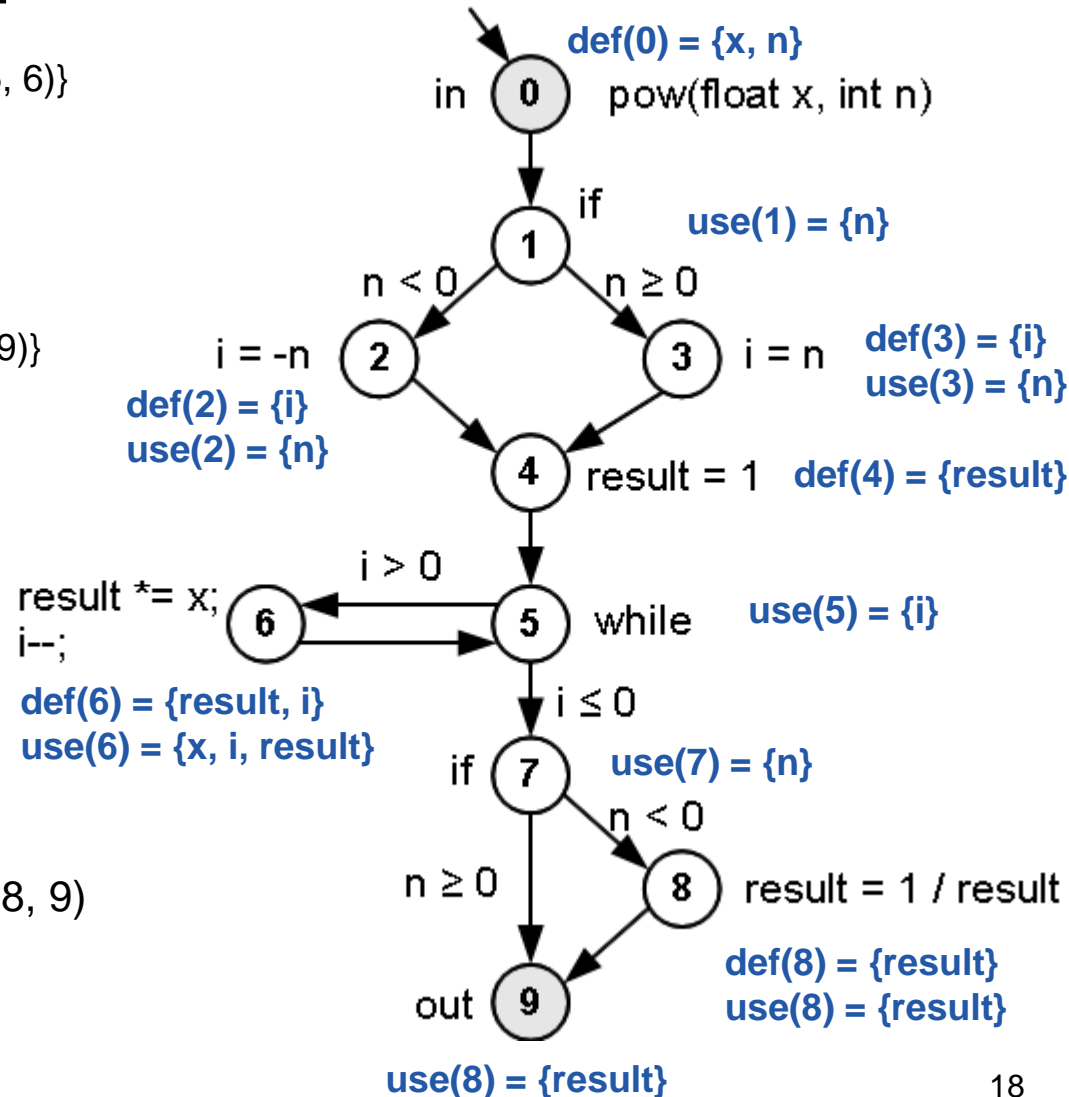 def(0) = {x, n}
, 6)}
in 0 pow(float x, int n)
if
use(1) = {n}
1
n < 0 n ≥ 0
9)}
i = -n 2 3 i = n
def(3) = {i}
use(3) = {n}
def(2) = {i}
use(2) = {n}
4 result = 1 def(4) = {result}
i > 0
result *= x;
i--;
6 5 while use(5) = {i}
def(6) = {result, i}
use(6) = {x, i, result}
i ≤ 0
if 7 use(7) = {n}
n < 0
8, 9)
n ≥ 0 8 result = 1 / result
def(8) = {result}
use(8) = {result}
out 9
use(8) = {result}
18